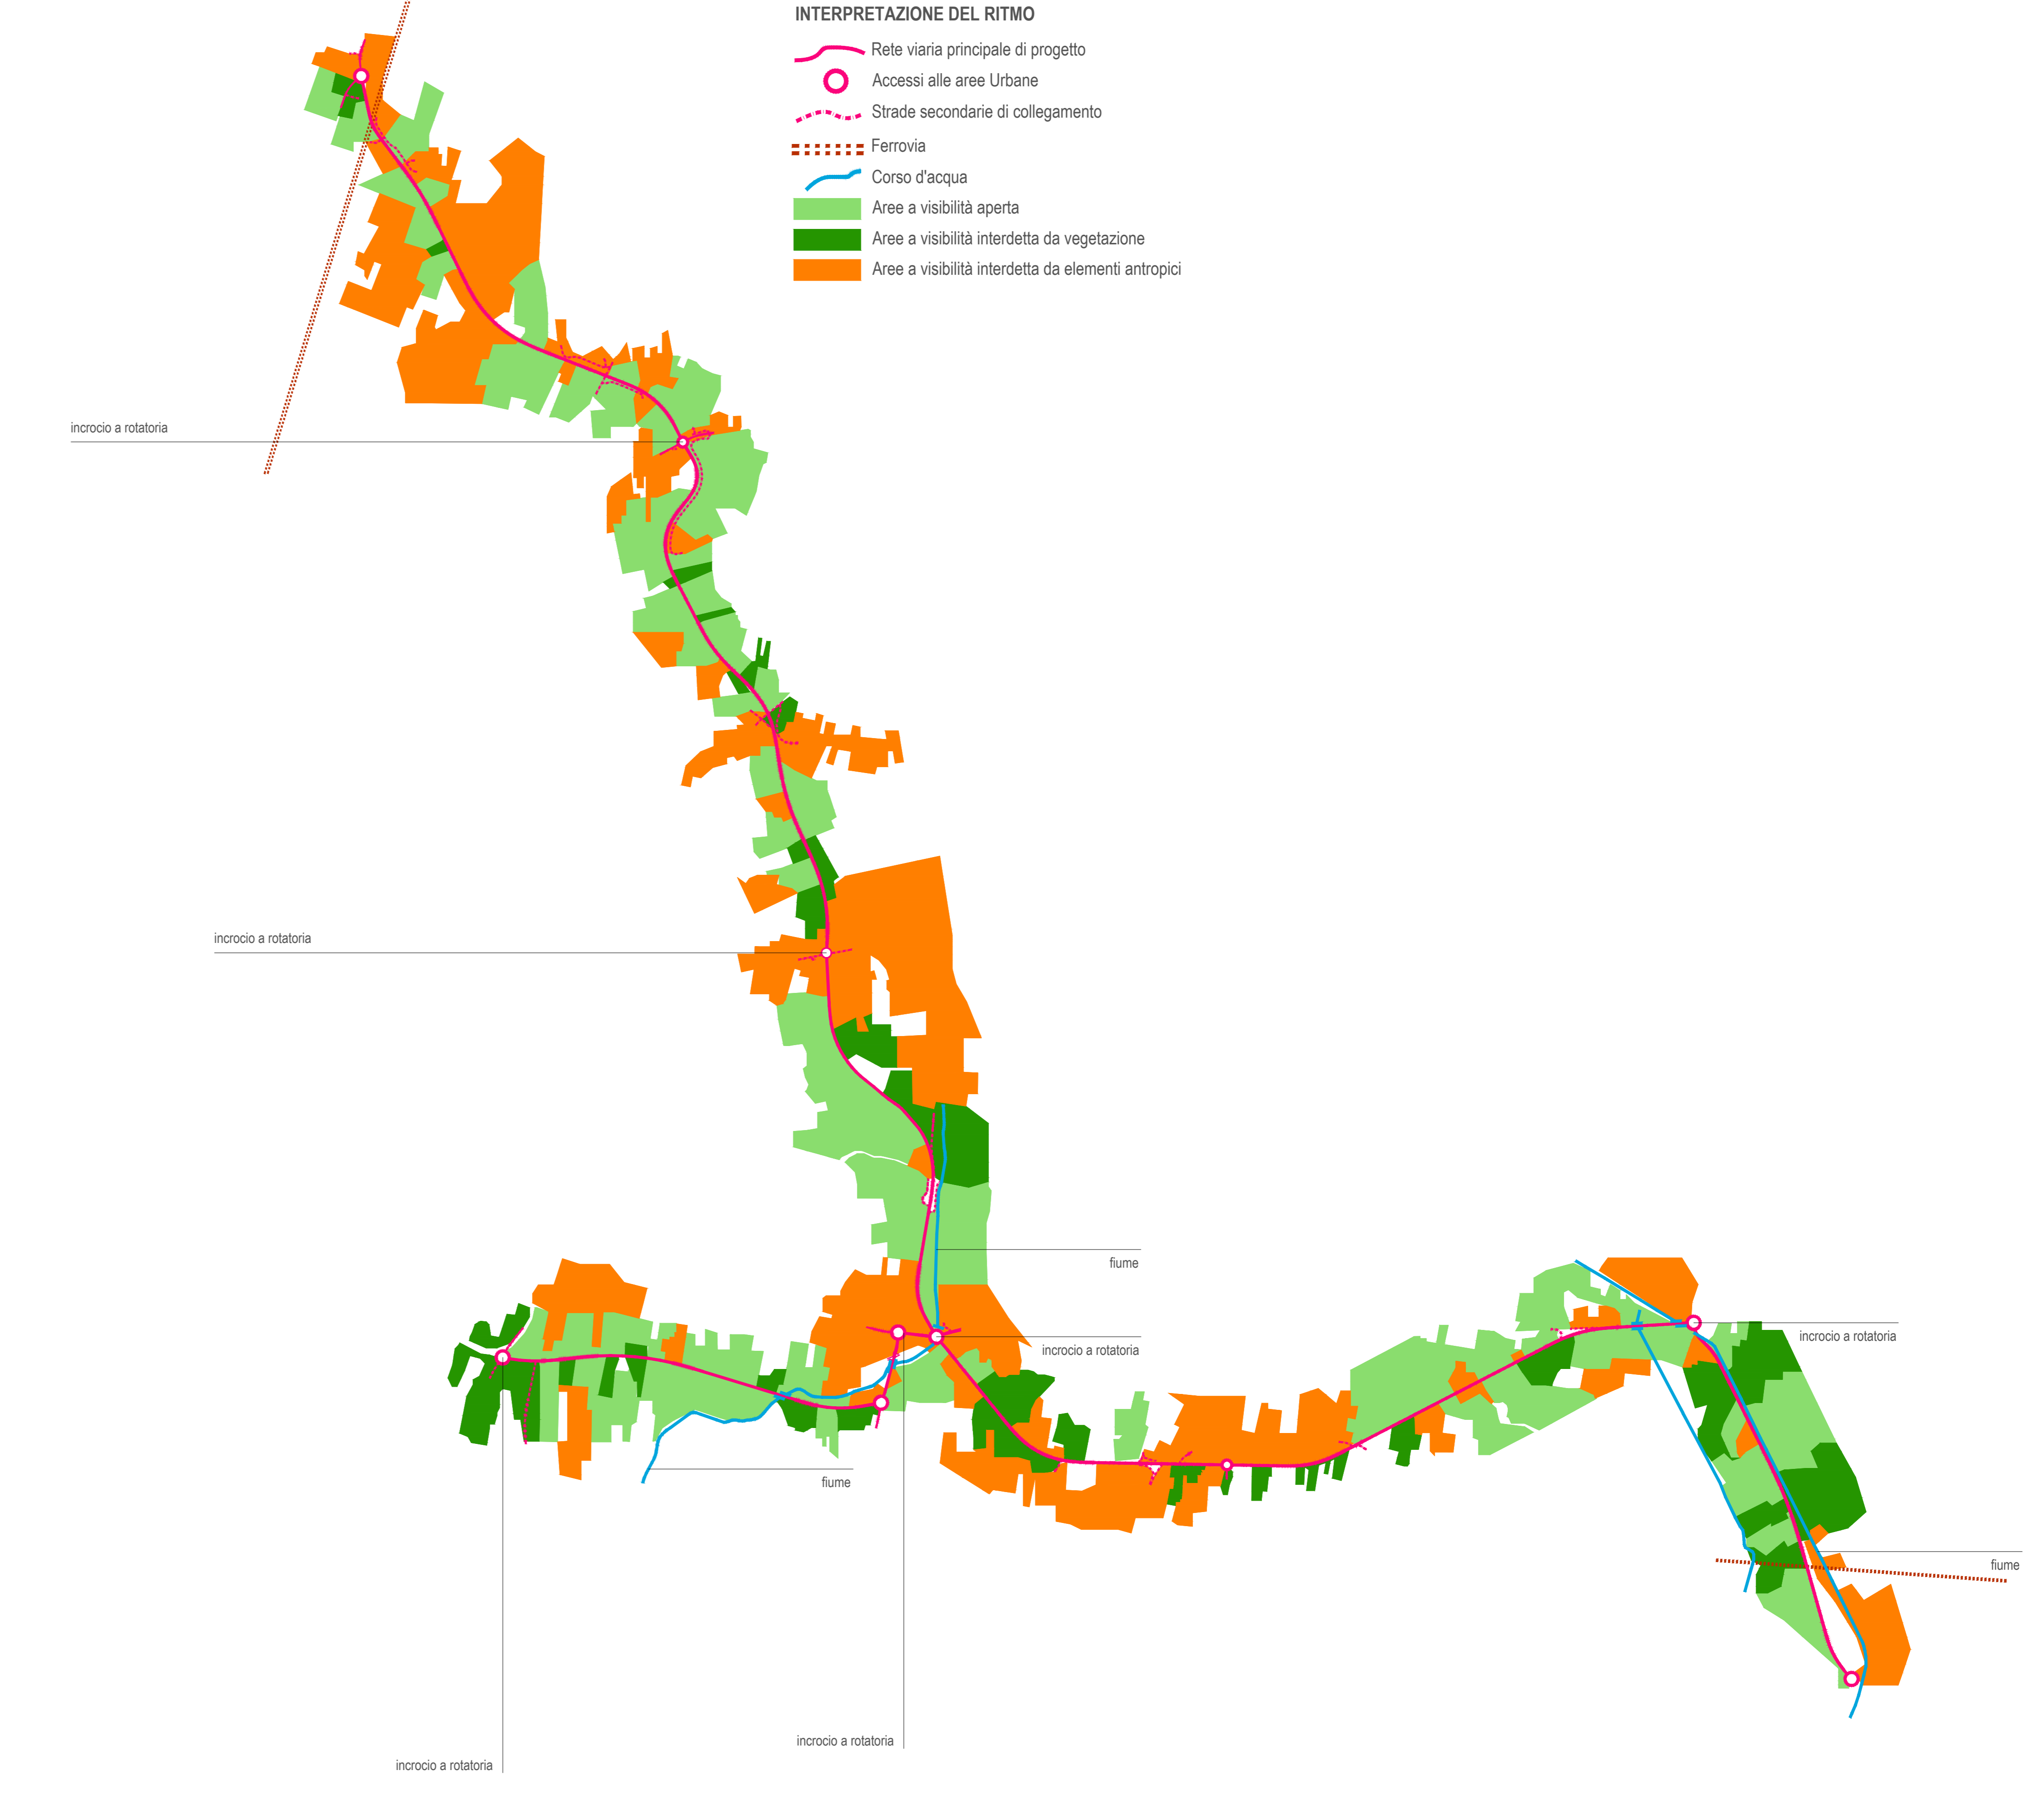 INTERPRETAZIONE DEL RITMO
Rete viaria principale di progetto
Accessi alle aree Urbane
Strade secondarie di collegamento
Ferrovia
Corso d'acqua
Aree a visibilità aperta
Aree a visibilità interdetta da vegetazione
Aree a visibilità interdetta da elementi antropici
incrocio a rotatoria
incrocio a rotatoria
fiume
incrocio a rotatoria
incrocio a rotatoria
fiume
fiume
incrocio a rotatoria
incrocio a rotatoria